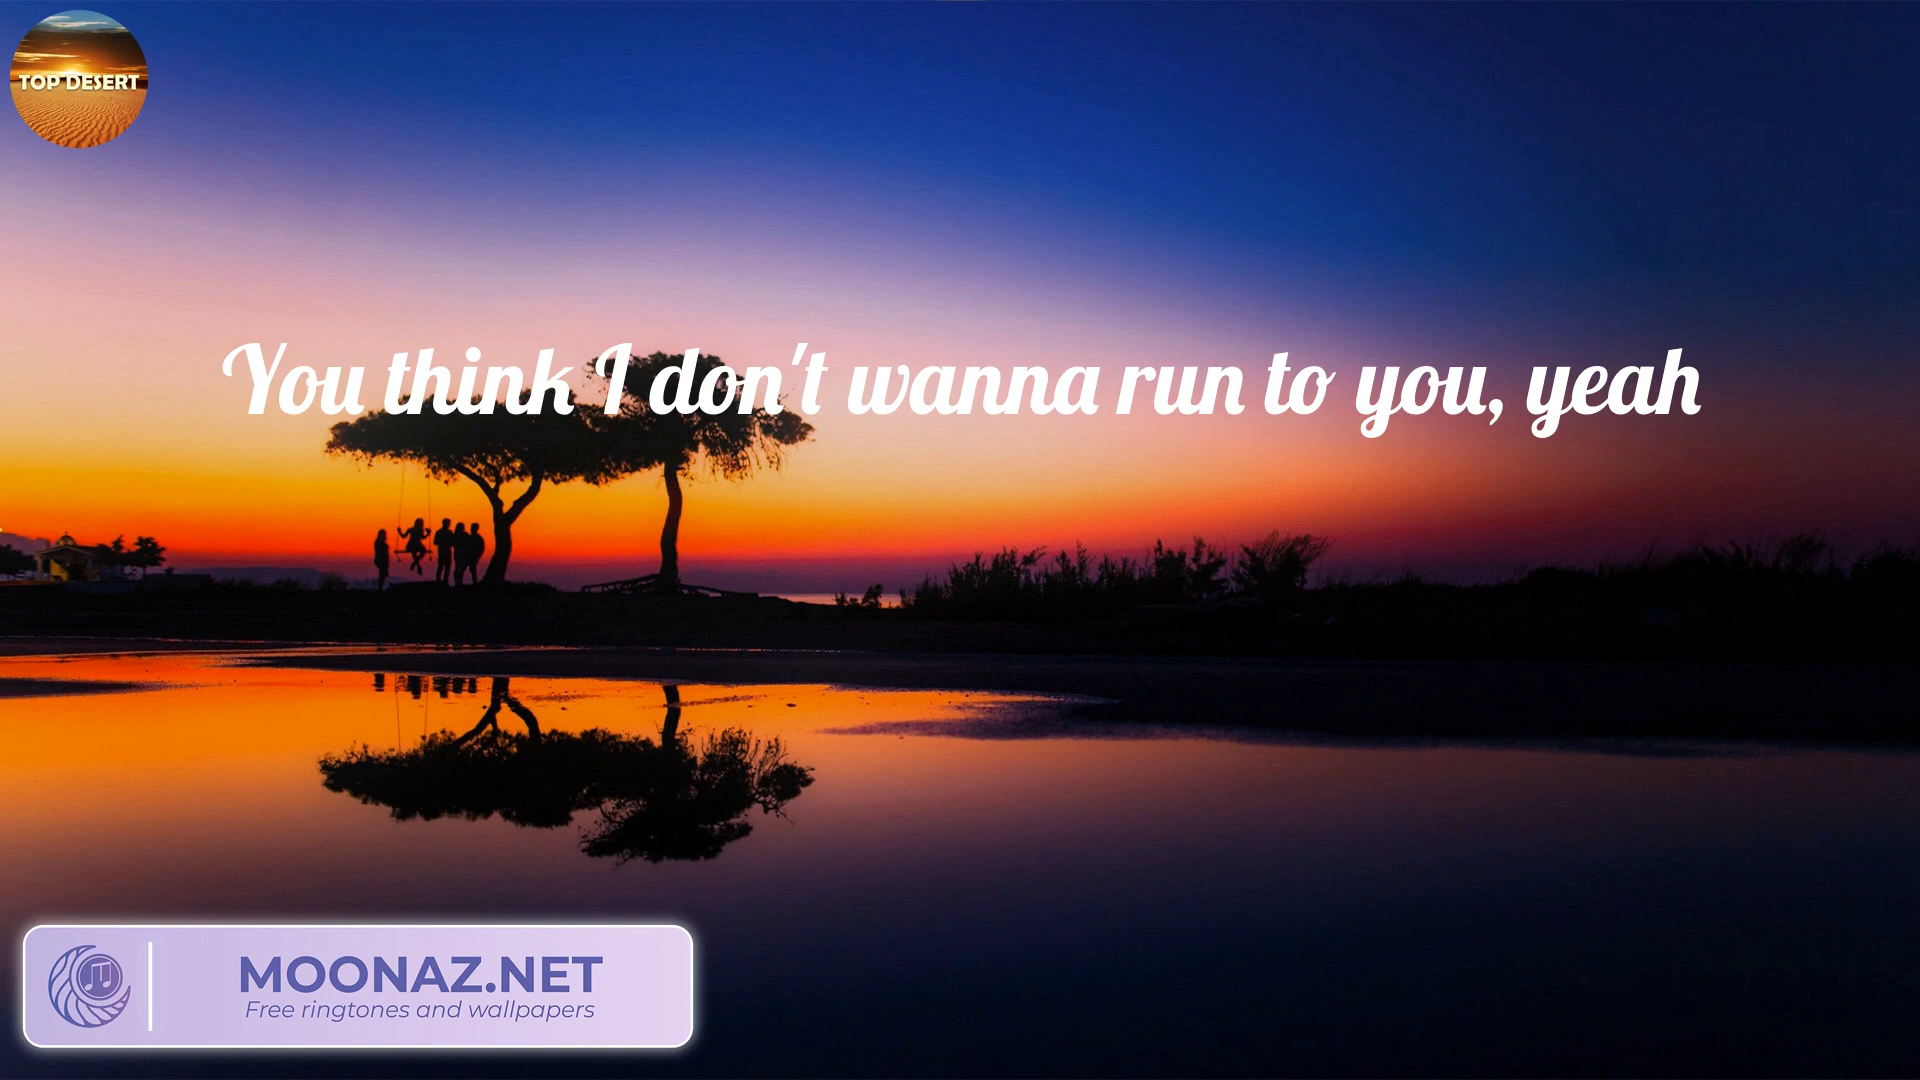 TOP DESERT
You think I don't wanna run to you, yeah
MOONAZ.NET
Free ringtones and wallpapers